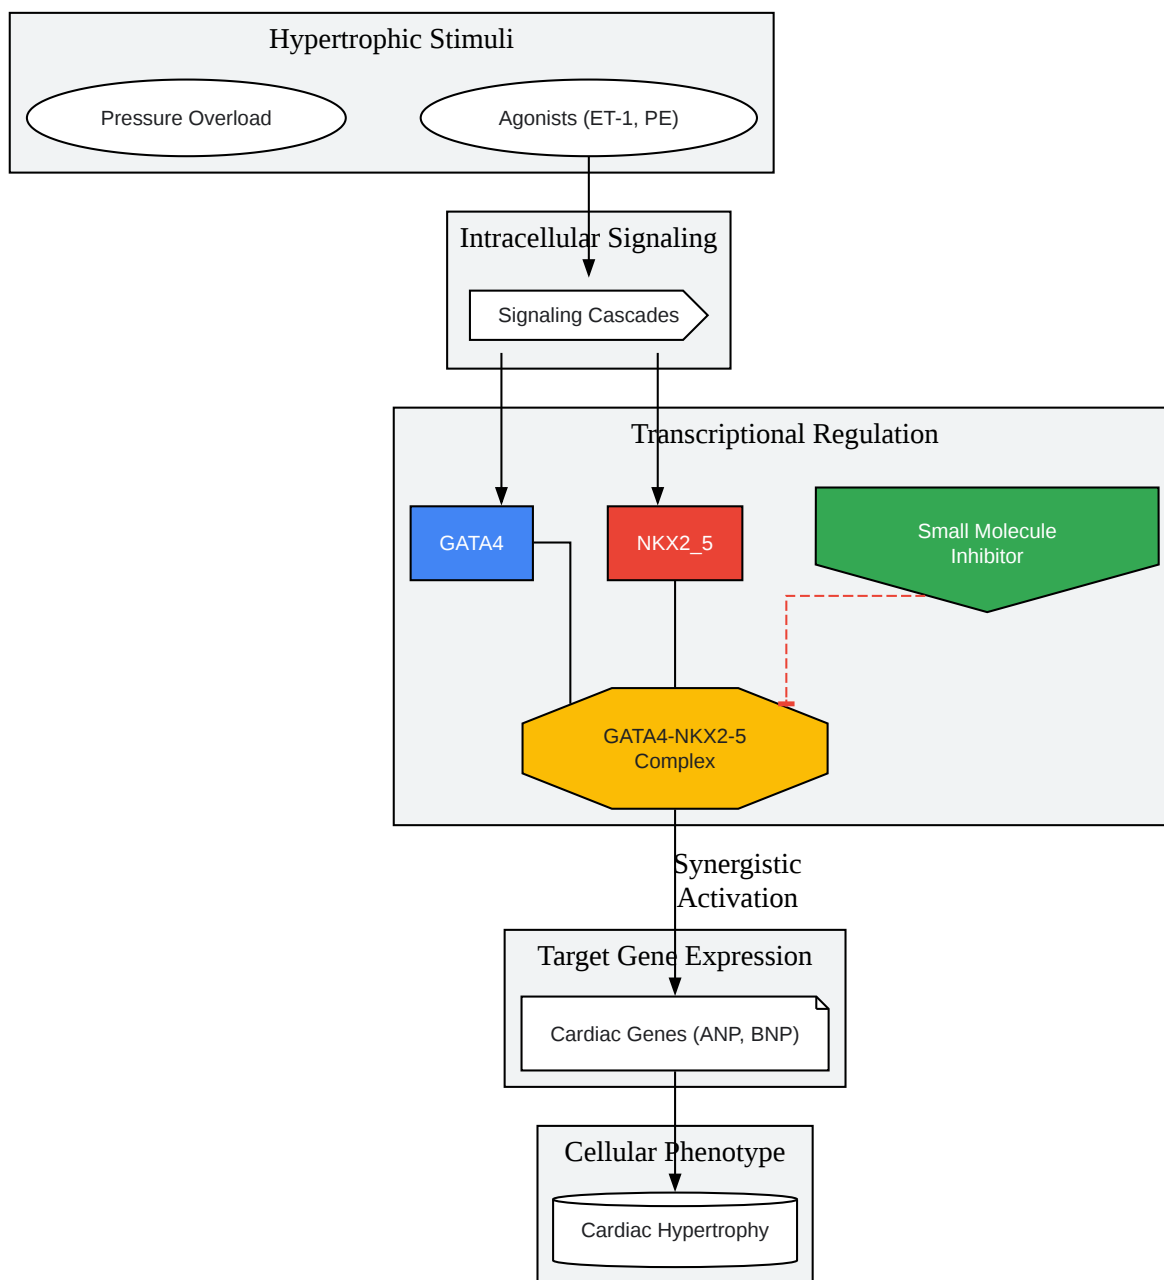 Hypertrophic Stimuli
Pressure Overload
Agonists (ET-1, PE)
Intracellular Signaling
Signaling Cascades
Transcriptional Regulation
GATA4
NKX2_5
Small Molecule
Inhibitor
GATA4-NKX2-5
Complex
Synergistic
Activation
Target Gene Expression
Cardiac Genes (ANP, BNP)
Cellular Phenotype
Cardiac Hypertrophy